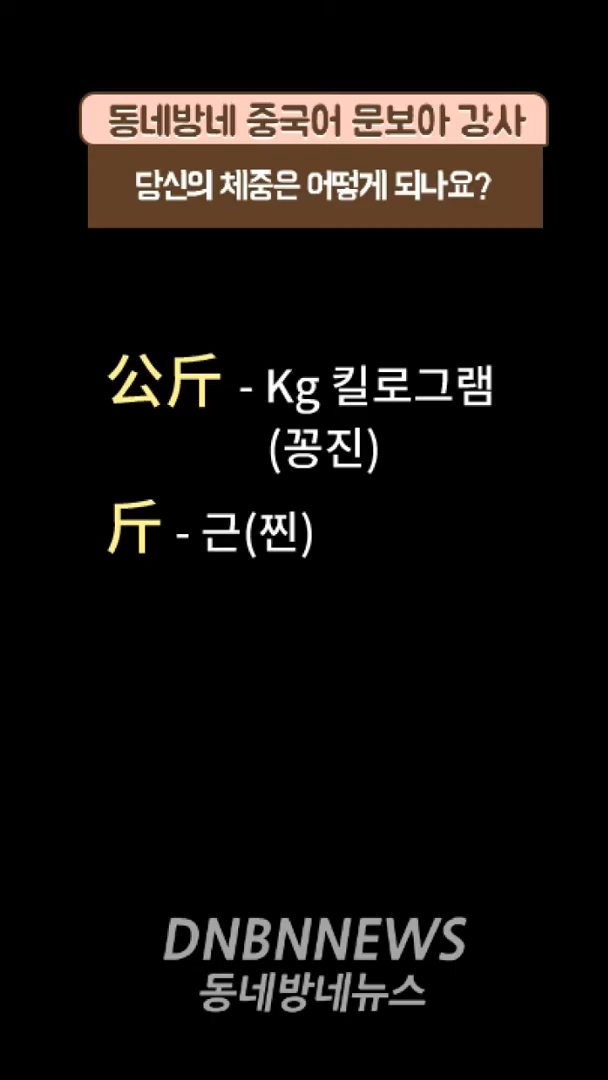 동네방네 중국어 문보아 강사
당신의 체중은 어떻게 되나요?
公斤 - Kg 킬로그램
(꽁진)
斤 - 근(찐)
DNBNNEWS
동네방네뉴스